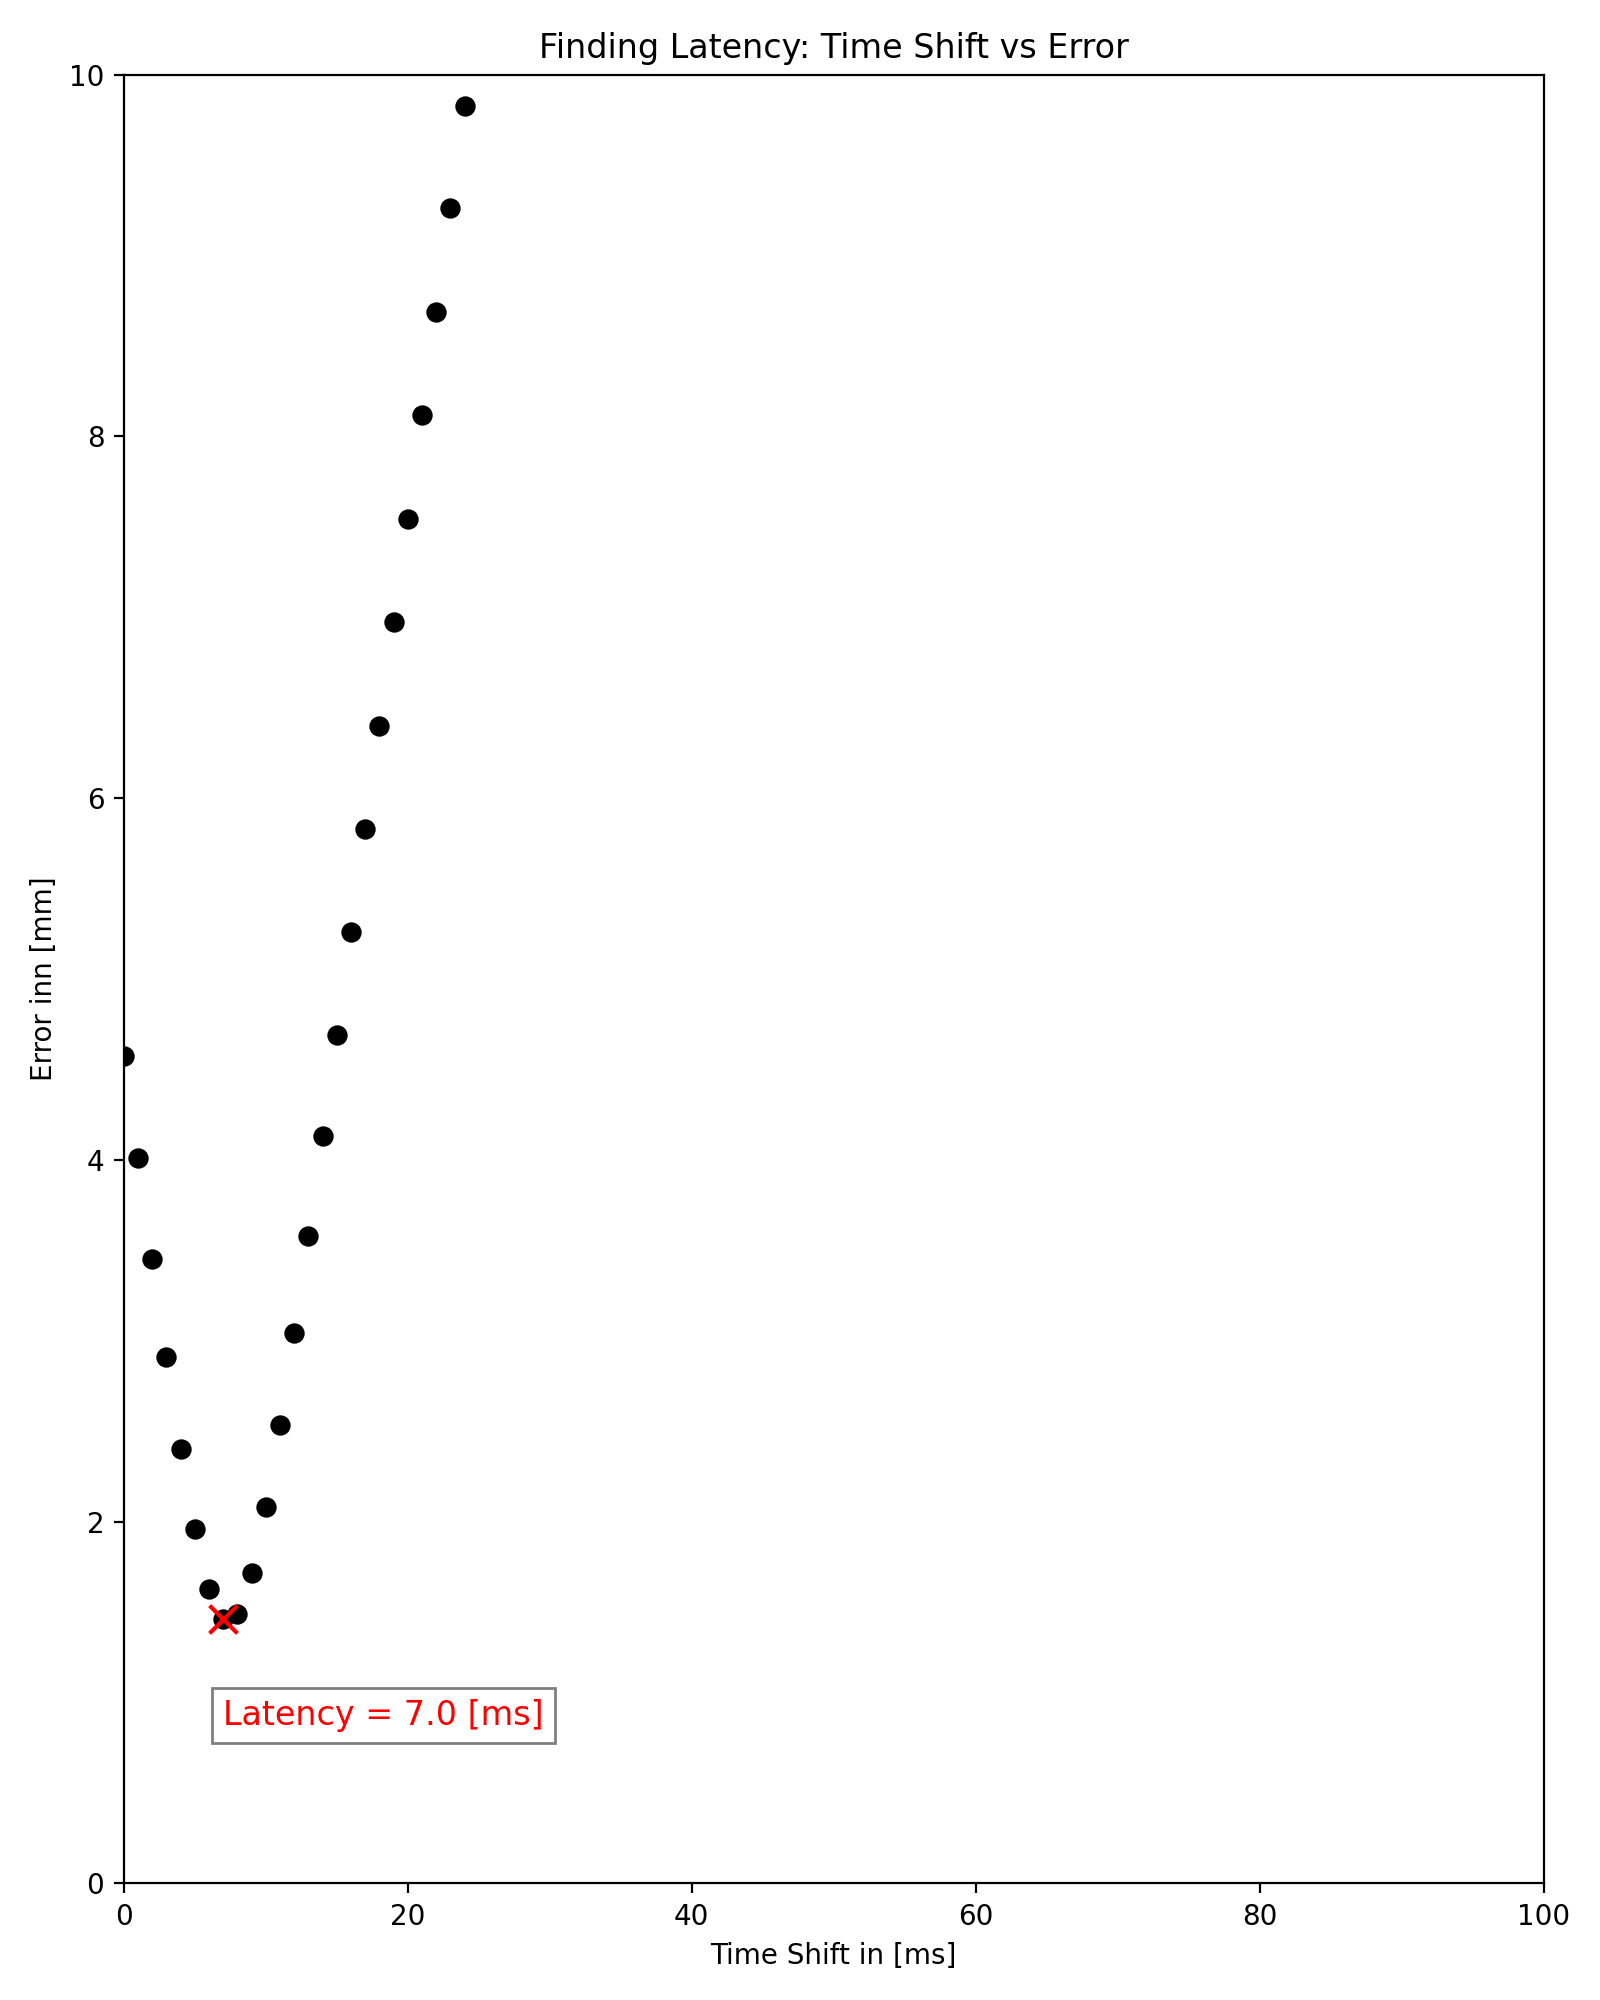 Finding Latency: Time Shift vs Error
10
8
6
4
2
0
Error inn [mm]
Latency = 7.0 [ms]
0 20 40 60 80 100
Time Shift in [ms]